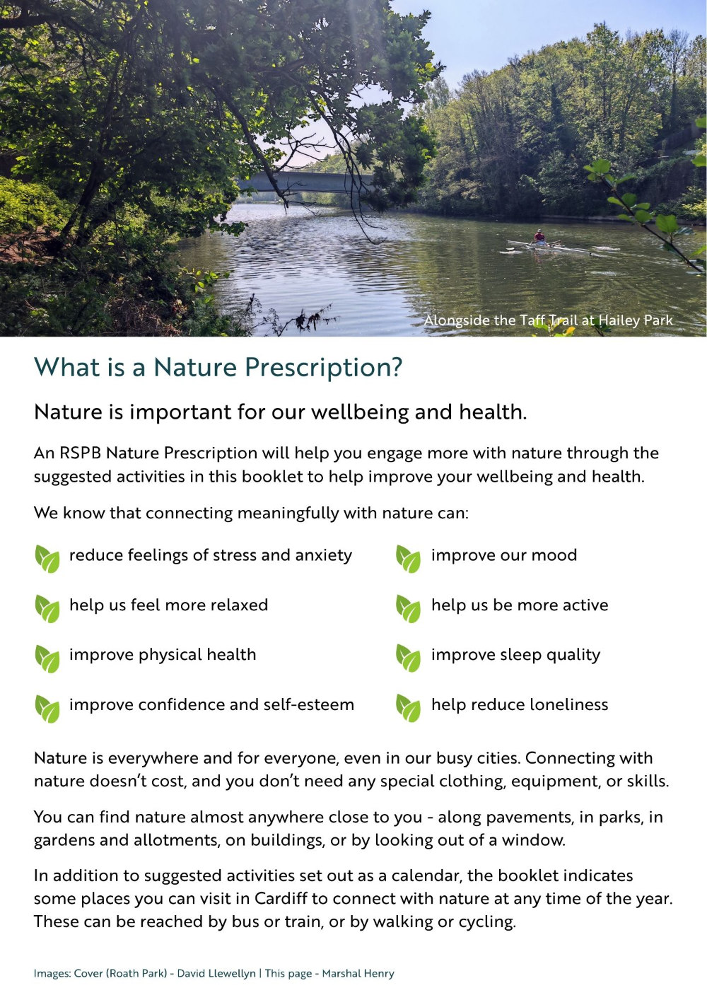 Alongside the Taff Trail at Hailey Park
What is a Nature Prescription?
Nature is important for our wellbeing and health.
An RSPB Nature Prescription will help you engage more with nature through the
suggested activities in this booklet to help improve your wellbeing and health.
We know that connecting meaningfully with nature can:
reduce feelings of stress and anxiety
improve our mood
help us feel more relaxed
help us be more active
improve physical health
improve sleep quality
improve confidence and self-esteem
help reduce loneliness
Nature is everywhere and for everyone, even in our busy cities. Connecting with
nature doesn’t cost, and you don’t need any special clothing, equipment, or skills.
You can find nature almost anywhere close to you - along pavements, in parks, in
gardens and allotments, on buildings, or by looking out of a window.
In addition to suggested activities set out as a calendar, the booklet indicates
some places you can visit in Cardiff to connect with nature at any time of the year.
These can be reached by bus or train, or by walking or cycling.
Images: Cover (Roath Park) - David Llewellyn | This page - Marshal Henry